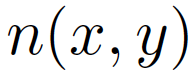 n(x, y)